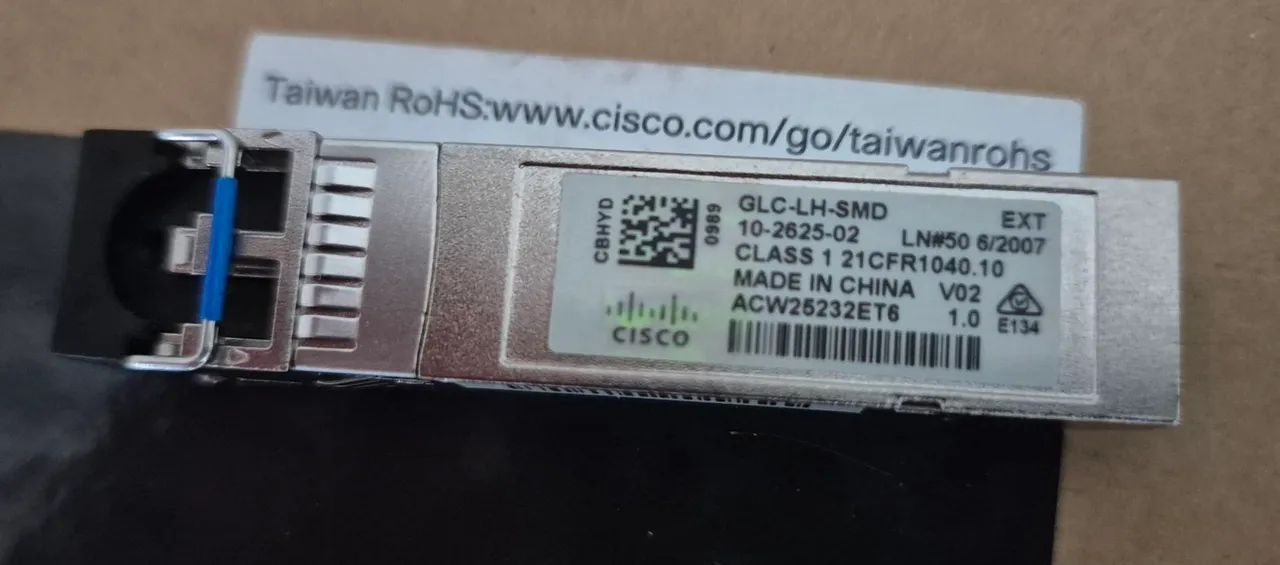 Taiwan RoHS:www.cisco.com/go/taiwanrohs
CBHYD
0989
GLC-LH-SMD EXT
10-2625-02 LN#50 6/2007
CLASS 1 21CFR1040.10
MADE IN CHINA V02
ACW25232ET6 1.0
E134
CISCO